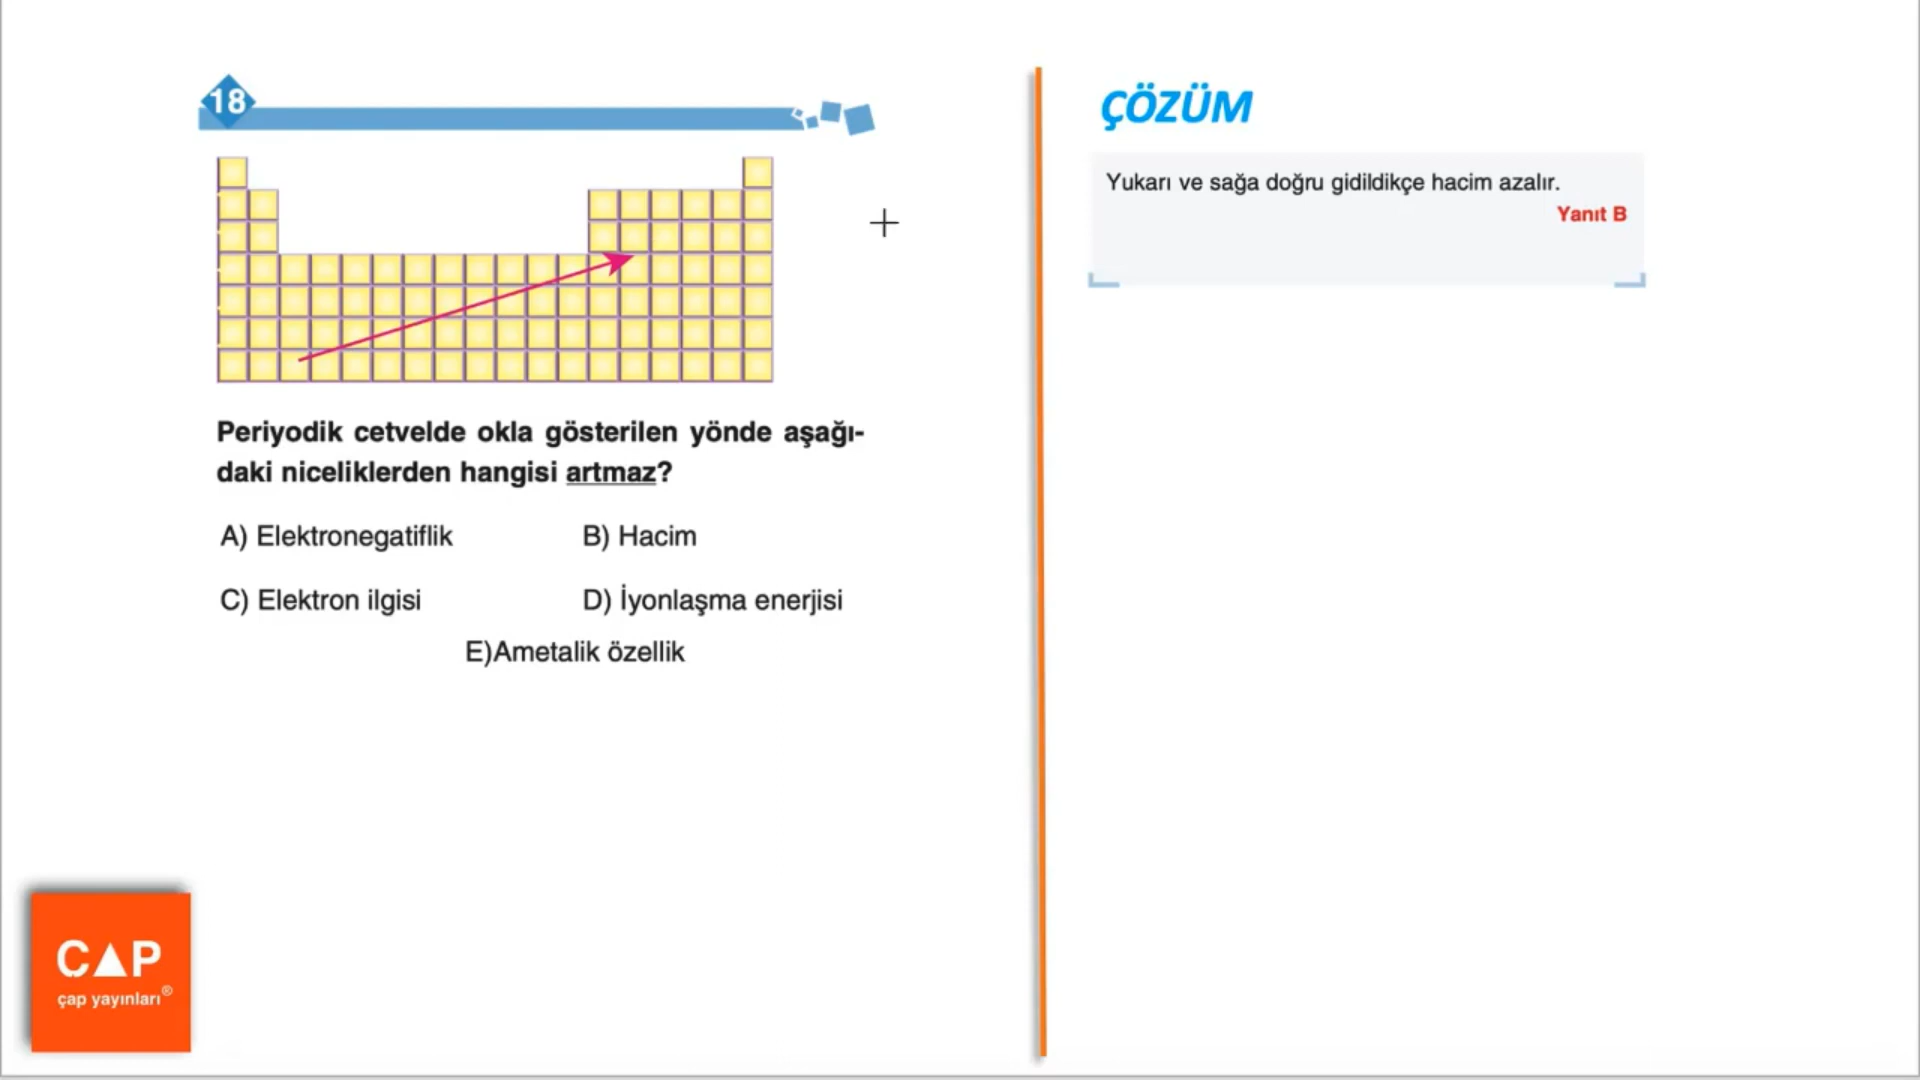 18
Periyodik cetvelde okla gösterilen yönde aşağı-
daki niceliklerden hangisi artmaz?
A) Elektronegatiflik
B) Hacim
C) Elektron ilgisi
D) İyonlaşma enerjisi
E)Ametalik özellik
ÇAP
çap yayınları®
ÇÖZÜM
Yukarı ve sağa doğru gidildikçe hacim azalır.
Yanıt B